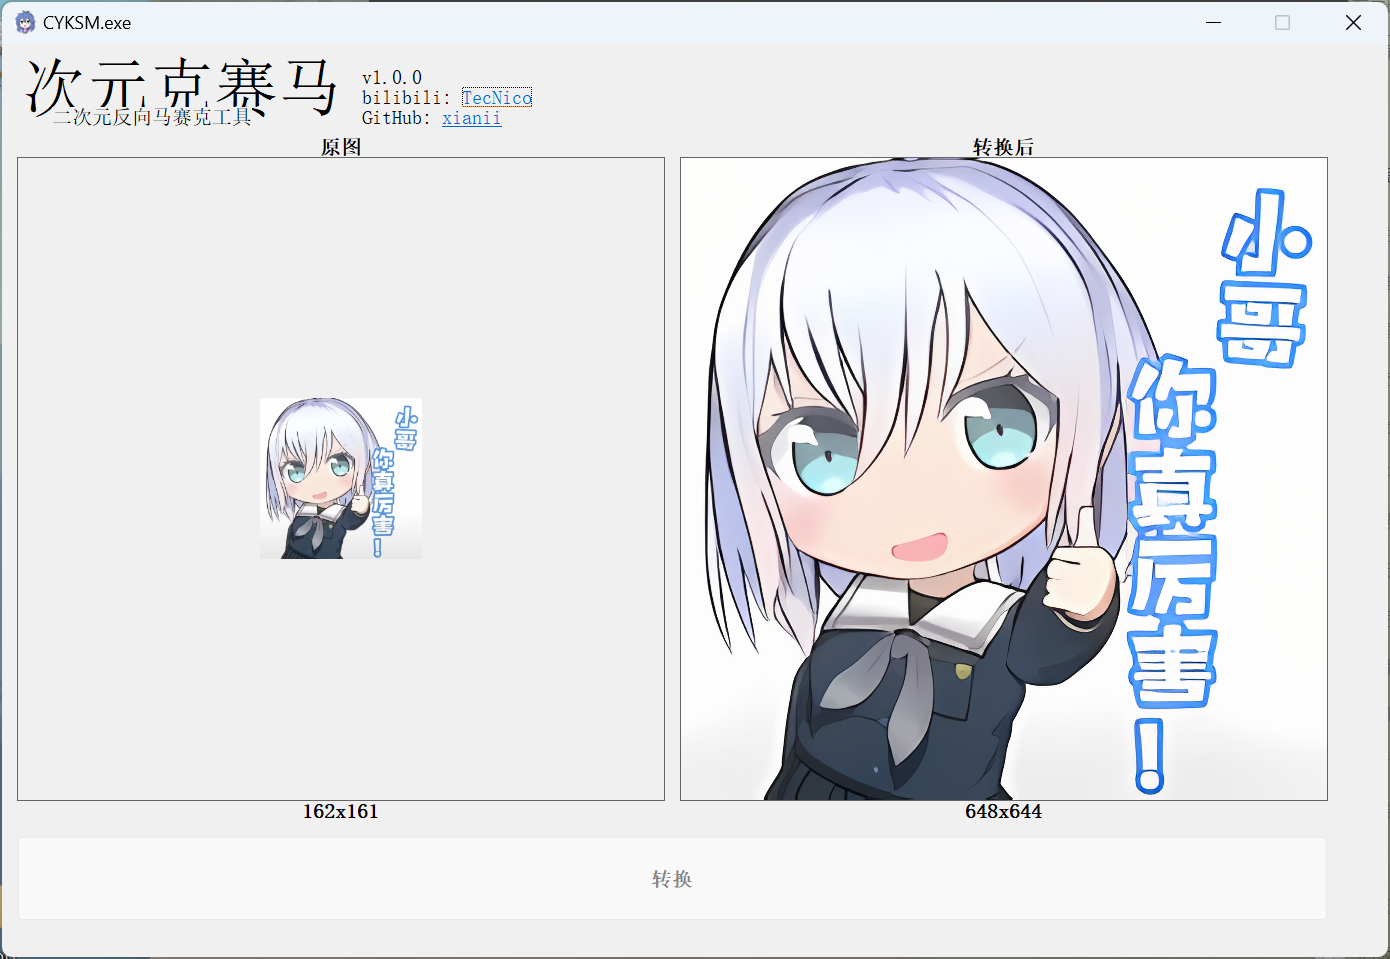 CYKSM.exe
次元克赛马
二次元反向马赛克工具
v1.0.0
bilibili: TecNico
GitHub: xianii
原图
转换后
小哥
你真厉害!
小哥
你真厉害!
162x161
648x644
转换